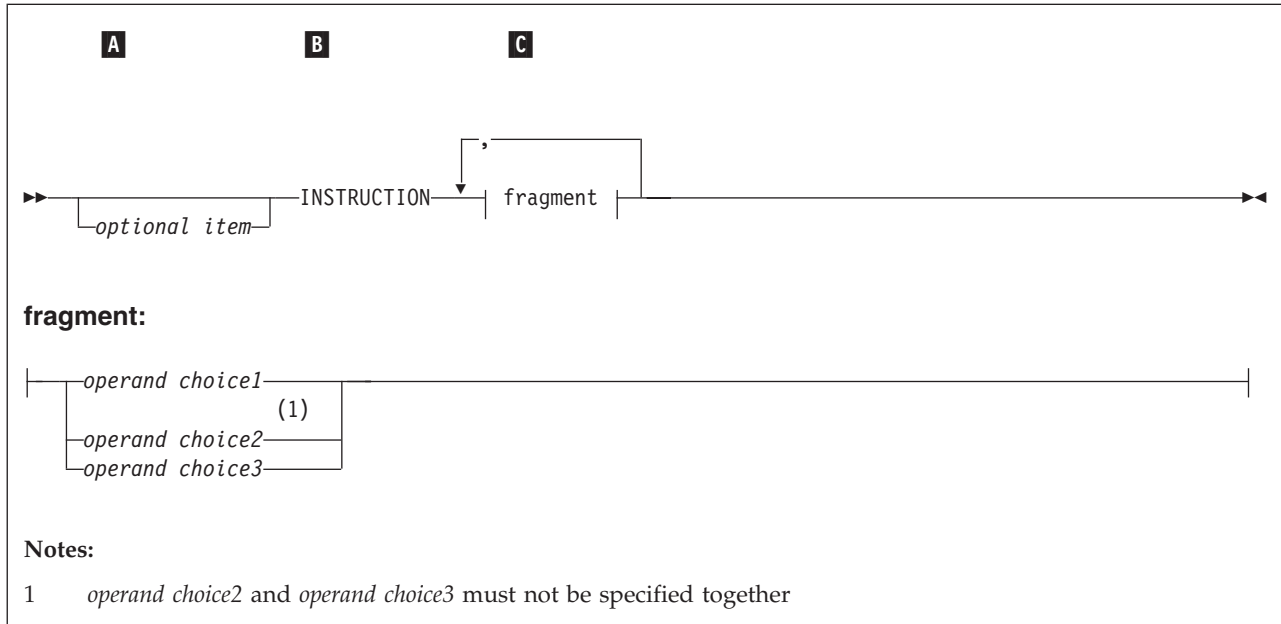 A B C
,
INSTRUCTION fragment
optional item
fragment:
operand choice1
(1)
operand choice2
operand choice3
Notes:
1 operand choice2 and operand choice3 must not be specified together